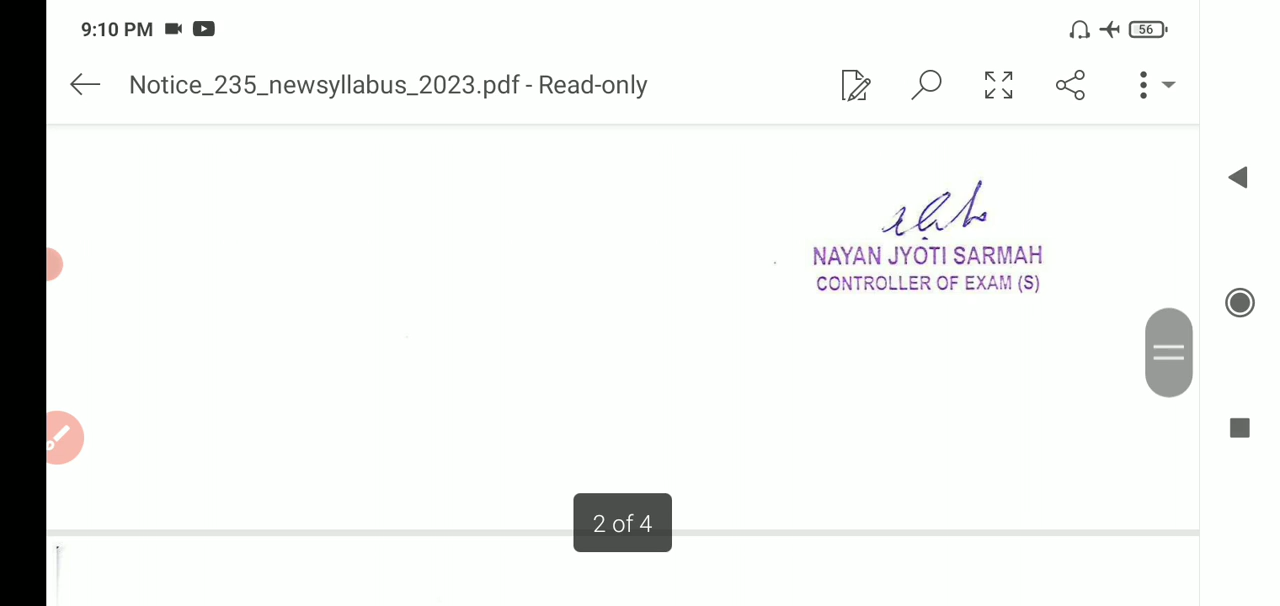 9:10 PM
56
Notice_235_newsyllabus_2023.pdf - Read-only
NAYAN JYOTI SARMAH
CONTROLLER OF EXAM (S)
2 of 4